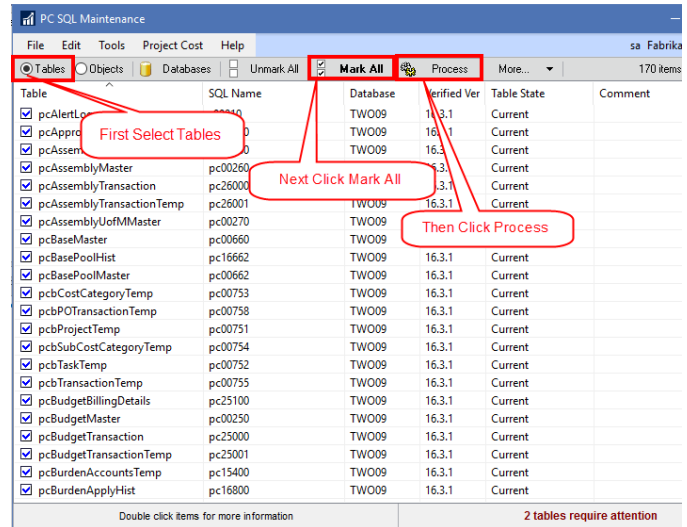 PC SQL Maintenance
File Edit Tools Project Cost Help sa Fabrika
Tables Objects Databases Unmark All Mark All Process More... 170 items
Table SQL Name Database Verified Ver Table State Comment
pcAlertLo TWO09 16.3.1 Current
pcAppro TWO09 Current
pcAssem TWO09 Current
First Select Tables
pcAssemblyMaster pc00260 Current
pcAssemblyTransaction pc26000 Current
Next Click Mark All
pcAssemblyTransactionTemp pc26001 TWO09 16.3.1 Current
pcAssemblyUofMMaster pc00270 TWO09
pcBaseMaster pc00660 TWO09
Then Click Process
pcBasePoolHist pc16662 TWO09 16.3.1 Current
pcBasePoolMaster pc00662 TWO09 16.3.1 Current
pcbCostCategoryTemp pc00753 TWO09 16.3.1 Current
pcbPOTransactionTemp pc00758 TWO09 16.3.1 Current
pcbProjectTemp pc00751 TWO09 16.3.1 Current
pcbSubCostCategoryTemp pc00754 TWO09 16.3.1 Current
pcbTaskTemp pc00752 TWO09 16.3.1 Current
pcbTransactionTemp pc00755 TWO09 16.3.1 Current
pcBudgetBillingDetails pc25100 TWO09 16.3.1 Current
pcBudgetMaster pc00250 TWO09 16.3.1 Current
pcBudgetTransaction pc25000 TWO09 16.3.1 Current
pcBudgetTransactionTemp pc25001 TWO09 16.3.1 Current
pcBurdenAccountsTemp pc15400 TWO09 16.3.1 Current
pcBurdenApplyHist pc16800 TWO09 16.3.1 Current
Double click items for more information 2 tables require attention